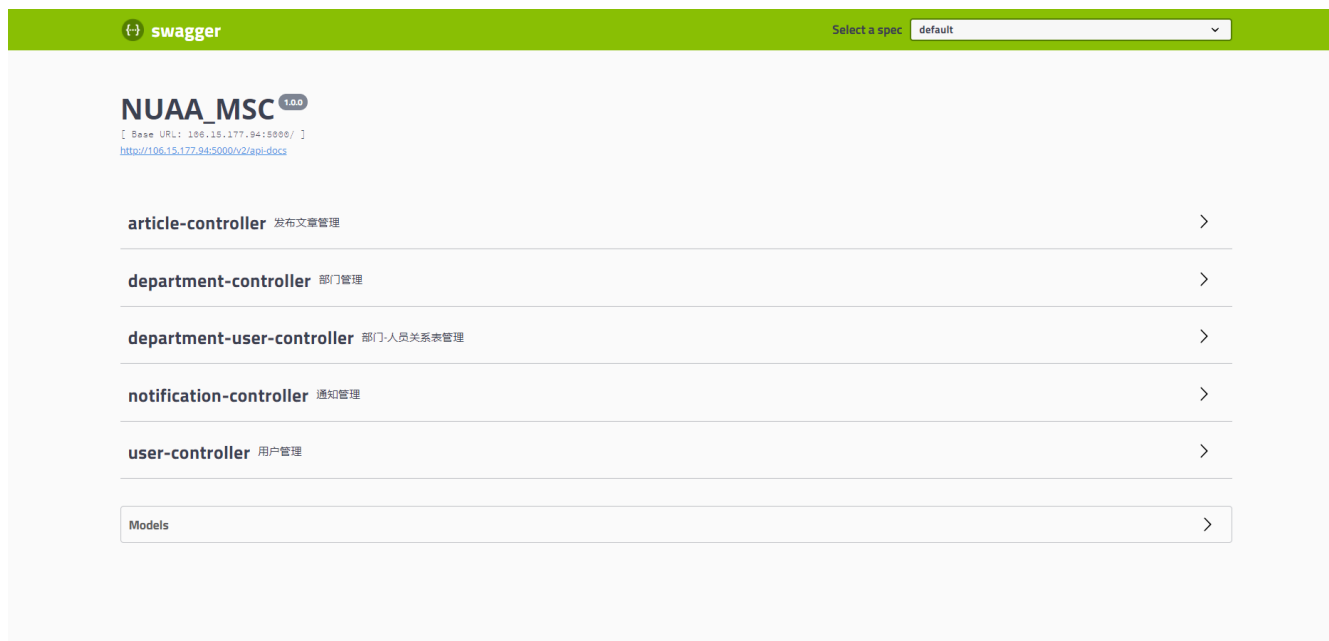 swagger
Select a spec default
NUAA_MSC 1.0.0
[ Base URL: 106.15.177.94:5000/ ]
http://106.15.177.94:5000/v2/api-docs
article-controller 发布文章管理
department-controller 部门管理
department-user-controller 部门-人员关系表管理
notification-controller 通知管理
user-controller 用户管理
Models